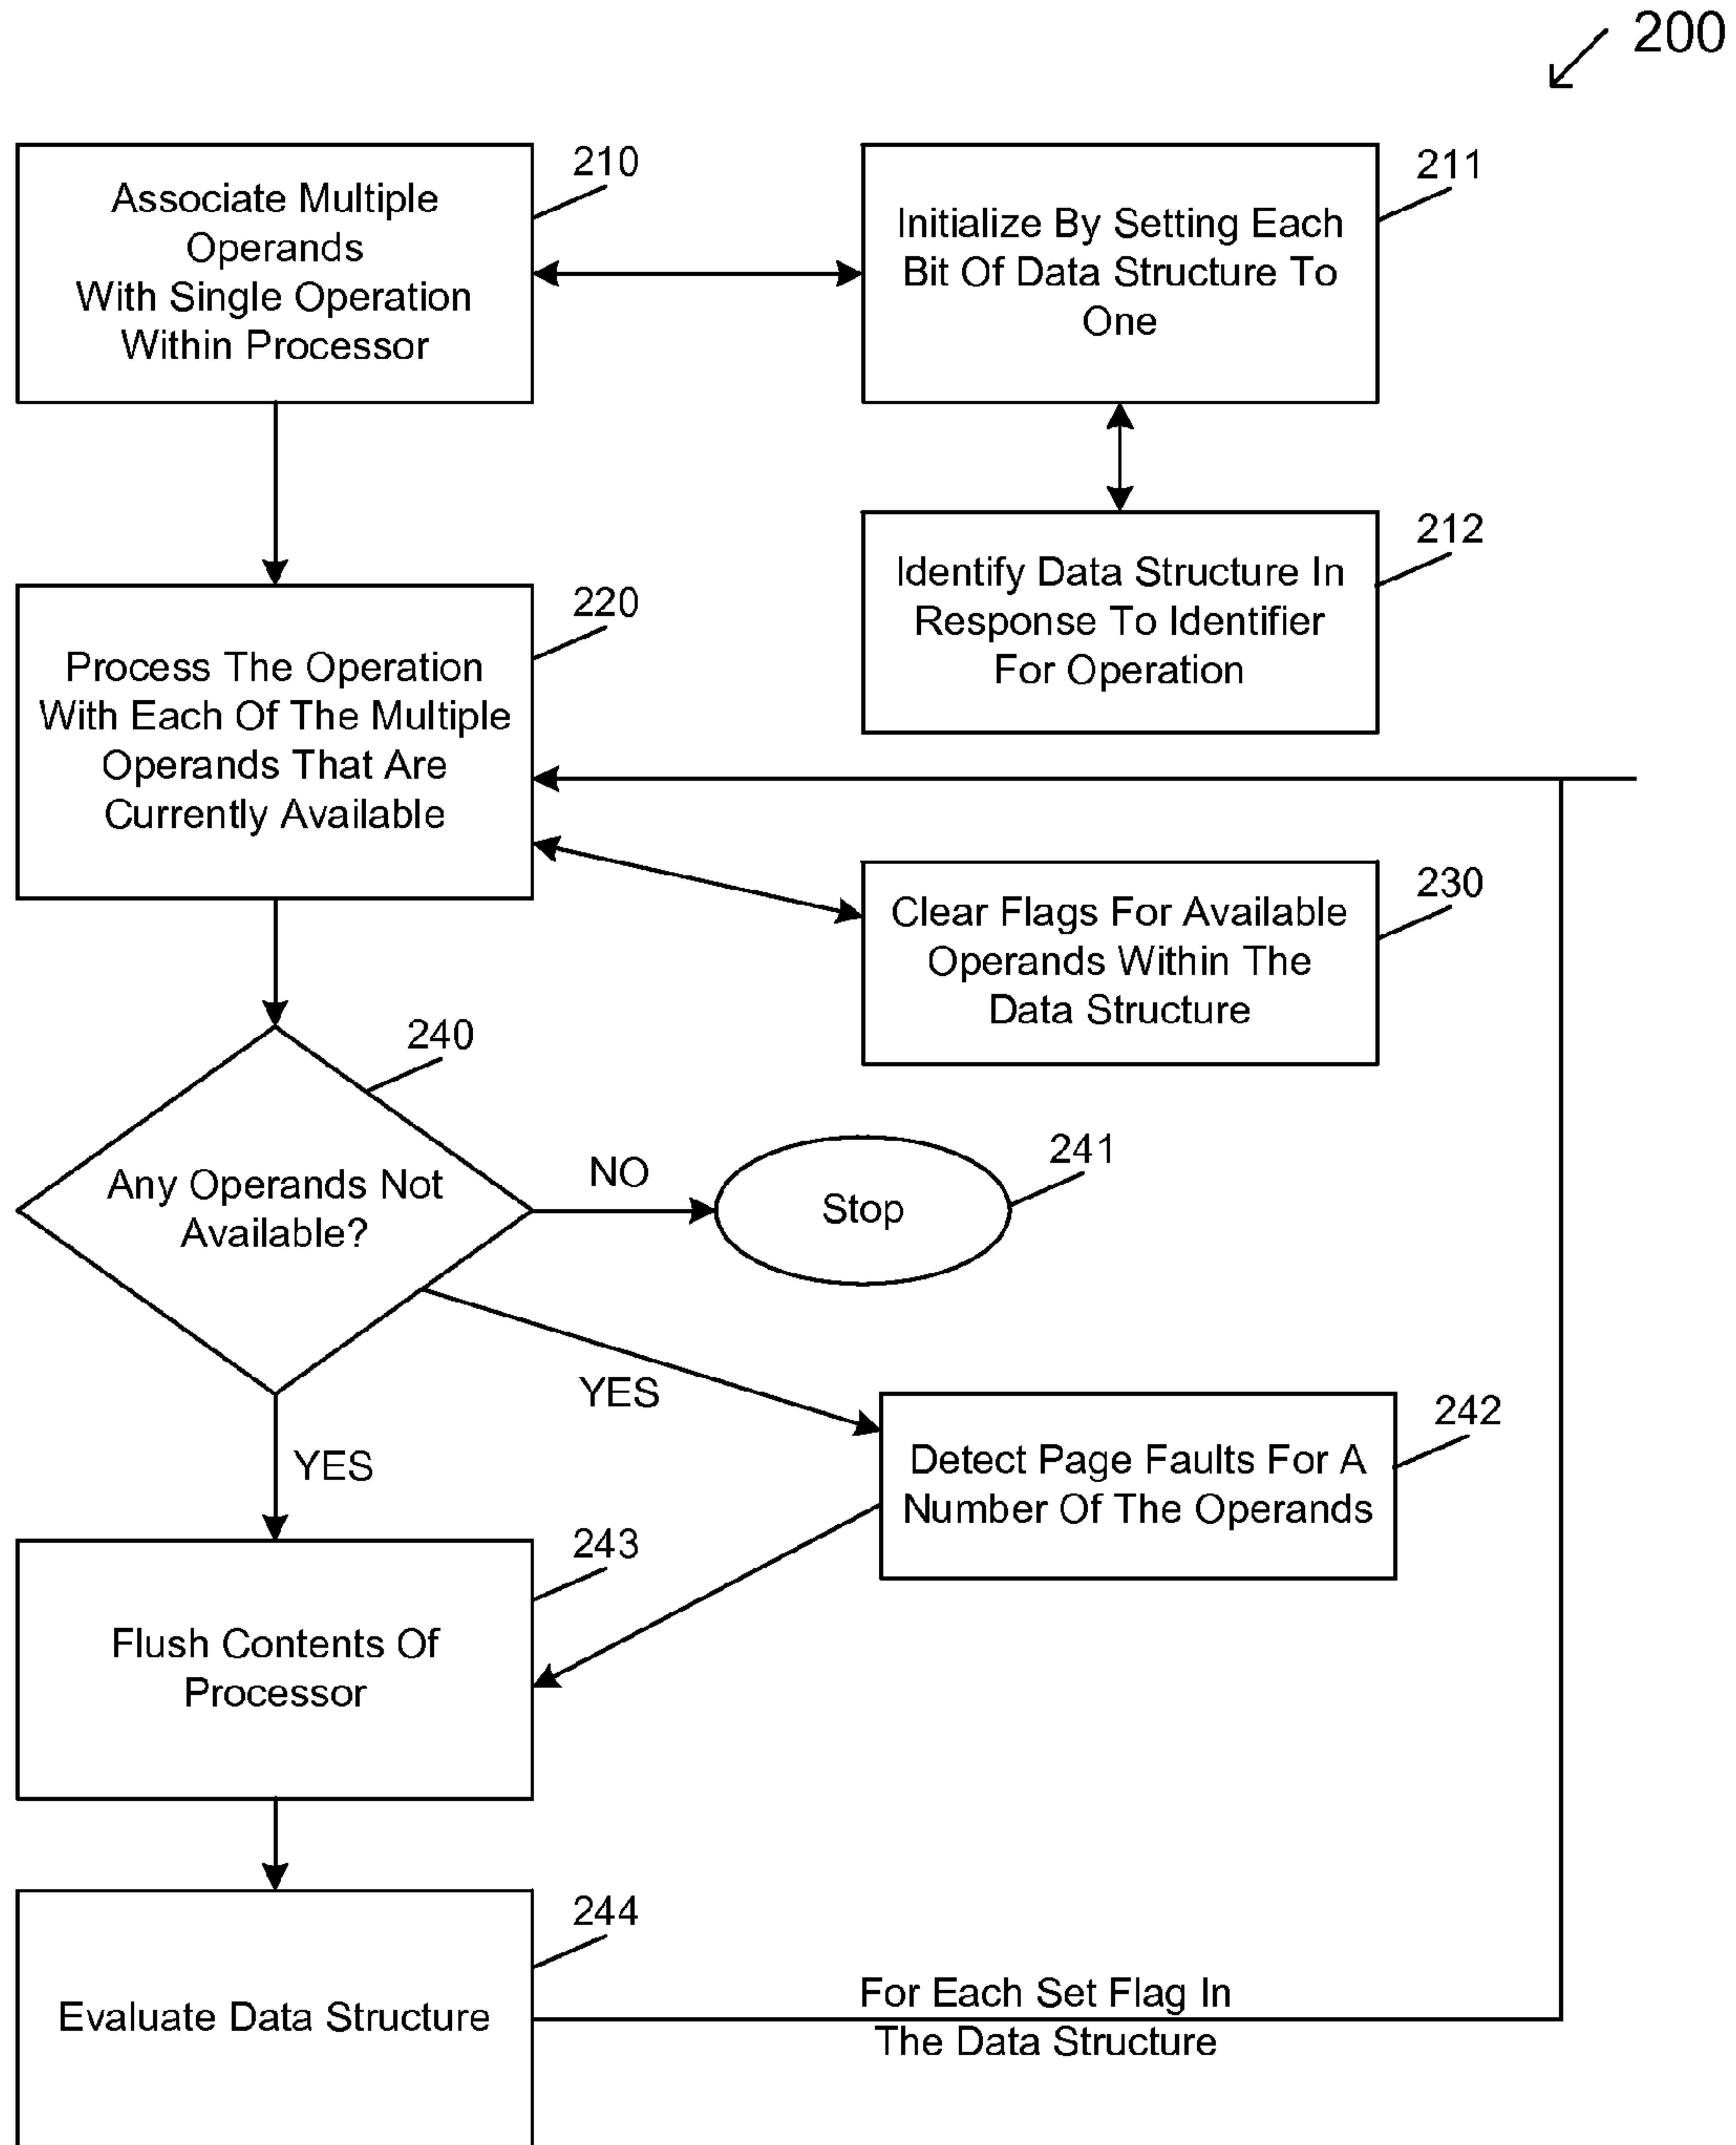 200
210
Associate Multiple
Operands
With Single Operation
Within Processor
211
Initialize By Setting Each
Bit Of Data Structure To
One
212
Identify Data Structure In
Response To Identifier
For Operation
220
Process The Operation
With Each Of The Multiple
Operands That Are
Currently Available
230
Clear Flags For Available
Operands Within The
Data Structure
240
Any Operands Not
Available?
NO
241
Stop
YES
YES
242
Detect Page Faults For A
Number Of The Operands
243
Flush Contents Of
Processor
244
Evaluate Data Structure
For Each Set Flag In
The Data Structure